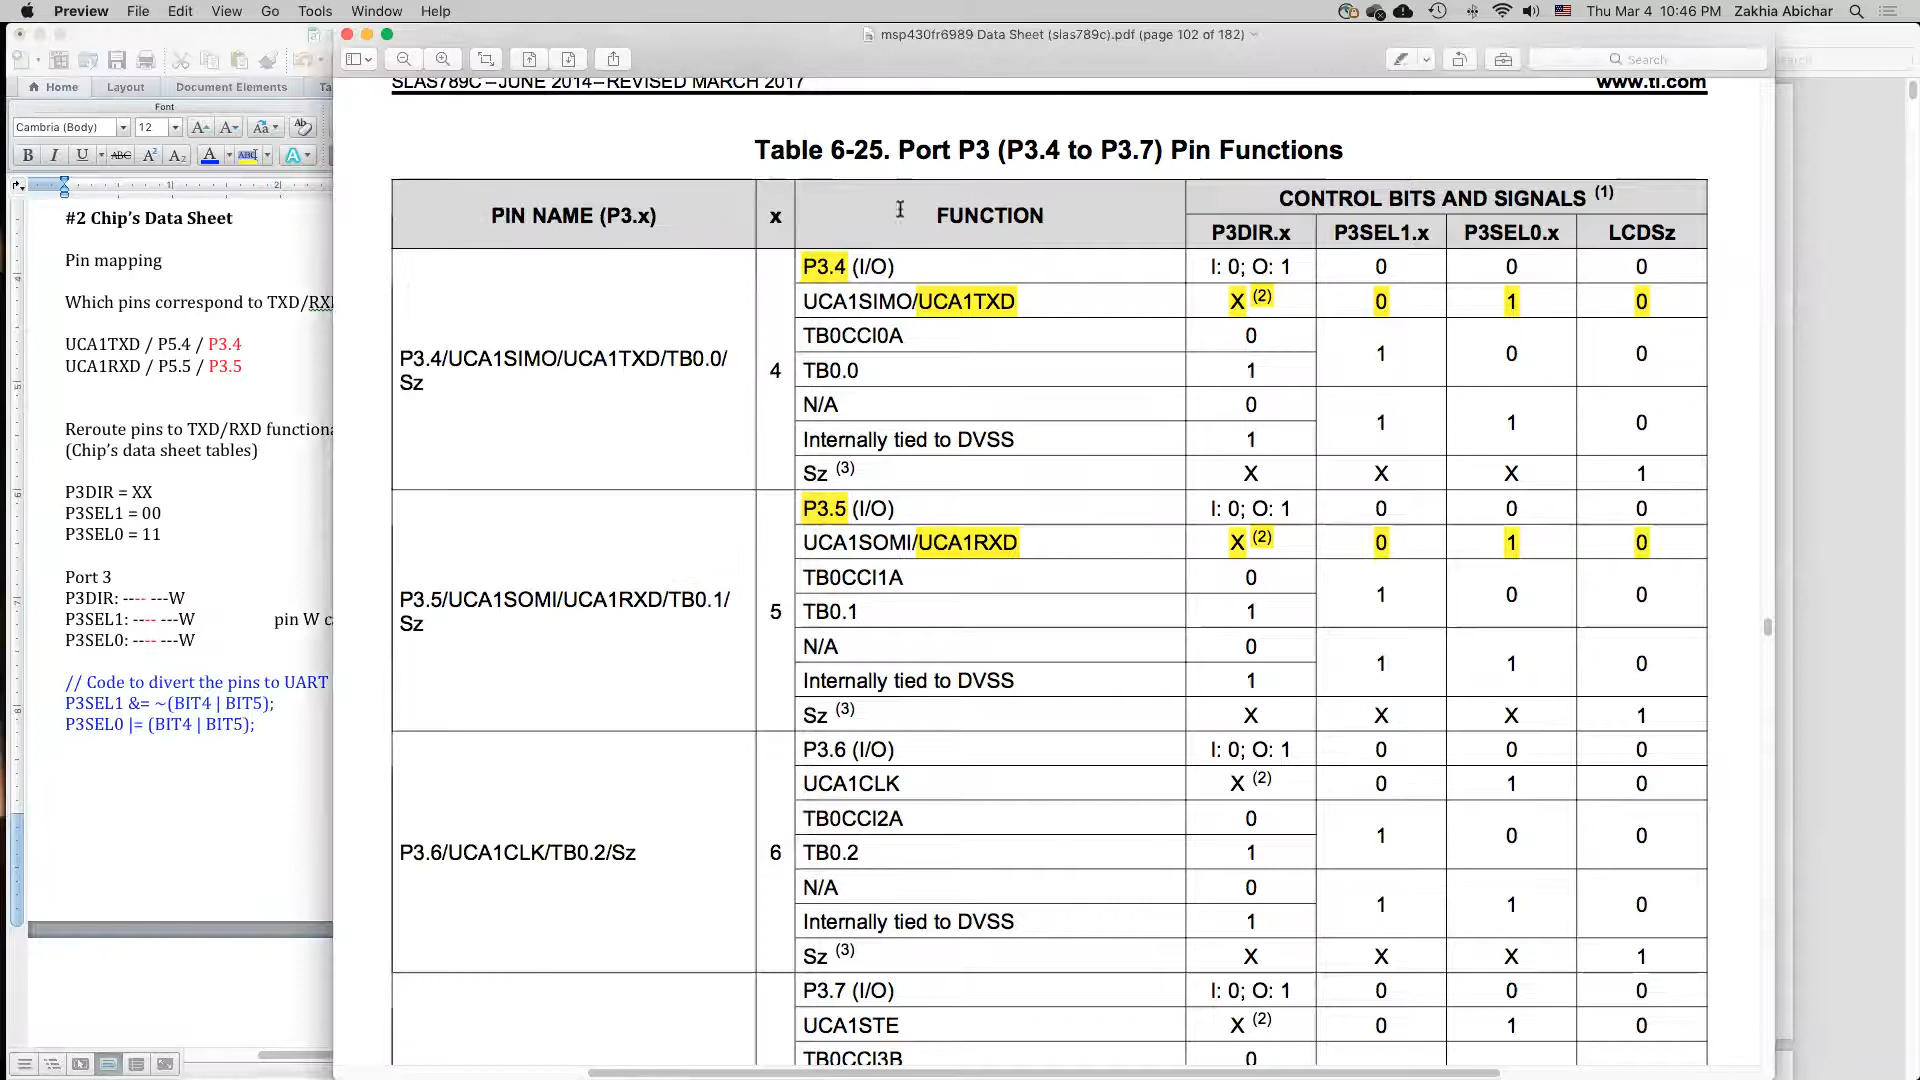 Preview File Edit View Go Tools Window Help Thu Mar 4 10:46 PM Zakhia Abichar
msp430fr6989 Data Sheet (slas789c).pdf (page 102 of 182)
Search
Home Layout Document Elements Ta
Font
Cambria (Body) 12
#2 Chip's Data Sheet
Pin mapping
Which pins correspond to TXD/RX
UCA1TXD / P5.4 / P3.4
UCA1RXD / P5.5 / P3.5
Reroute pins to TXD/RXD functiona
(Chip's data sheet tables)
P3DIR = XX
P3SEL1 = 00
P3SEL0 = 11
Port 3
P3DIR: ---- ---W
P3SEL1: ---- ---W pin W c
P3SEL0: ---- ---W
// Code to divert the pins to UART
P3SEL1 &= ~(BIT4 | BIT5);
P3SEL0 |= (BIT4 | BIT5);
SLAS789C –JUNE 2014–REVISED MARCH 2017 www.ti.com
Table 6-25. Port P3 (P3.4 to P3.7) Pin Functions
PIN NAME (P3.x) x FUNCTION CONTROL BITS AND SIGNALS (1)
P3DIR.x P3SEL1.x P3SEL0.x LCDSz
P3.4/UCA1SIMO/UCA1TXD/TB0.0/
Sz
4
P3.4 (I/O) I: 0; O: 1 0 0 0
UCA1SIMO/UCA1TXD X (2) 0 1 0
TB0CCI0A 0
1 0 0
TB0.0 1
N/A 0
1 1 0
Internally tied to DVSS 1
Sz (3) X X X 1
P3.5/UCA1SOMI/UCA1RXD/TB0.1/
Sz
5
P3.5 (I/O) I: 0; O: 1 0 0 0
UCA1SOMI/UCA1RXD X (2) 0 1 0
TB0CCI1A 0
1 0 0
TB0.1 1
N/A 0
1 1 0
Internally tied to DVSS 1
Sz (3) X X X 1
P3.6/UCA1CLK/TB0.2/Sz
6
P3.6 (I/O) I: 0; O: 1 0 0 0
UCA1CLK X (2) 0 1 0
TB0CCI2A 0
1 0 0
TB0.2 1
N/A 0
1 1 0
Internally tied to DVSS 1
Sz (3) X X X 1
P3.7 (I/O) I: 0; O: 1 0 0 0
UCA1STE X (2) 0 1 0
TB0CCI3B 0